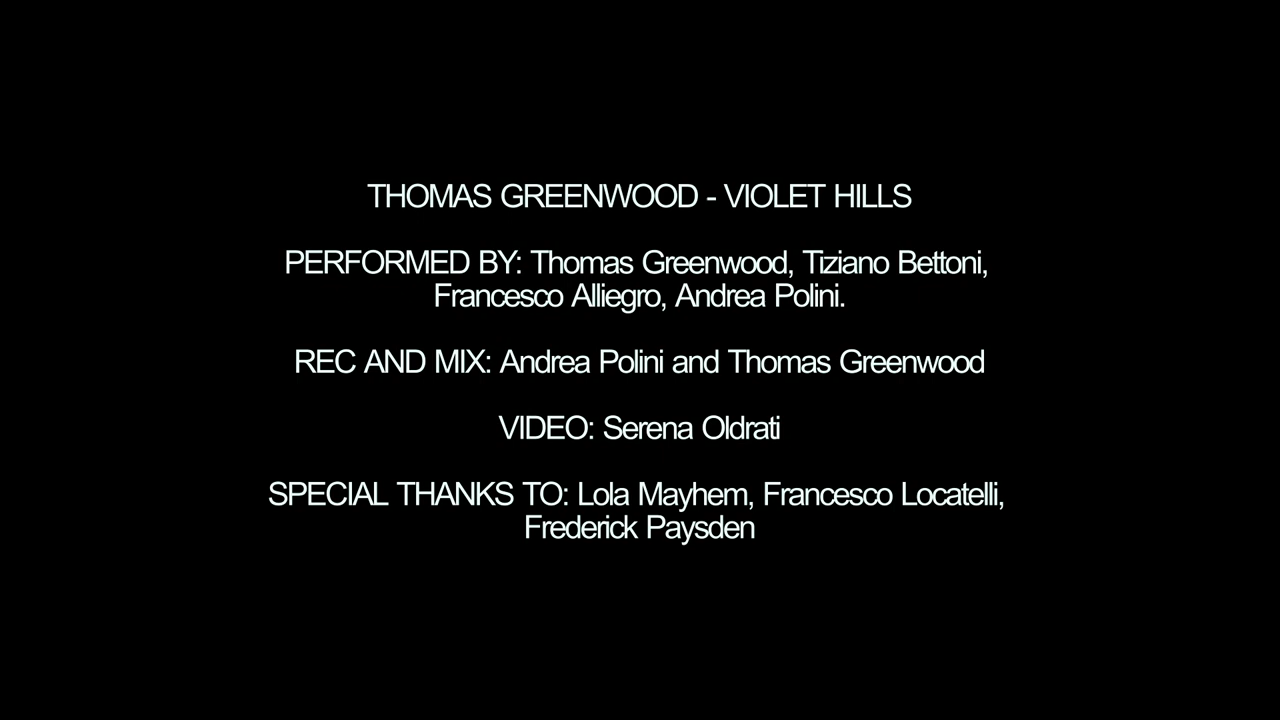 THOMAS GREENWOOD - VIOLET HILLS
PERFORMED BY: Thomas Greenwood, Tiziano Bettoni,
Francesco Alliegro, Andrea Polini.
REC AND MIX: Andrea Polini and Thomas Greenwood
VIDEO: Serena Oldrati
SPECIAL THANKS TO: Lola Mayhem, Francesco Locatelli,
Frederick Paysden